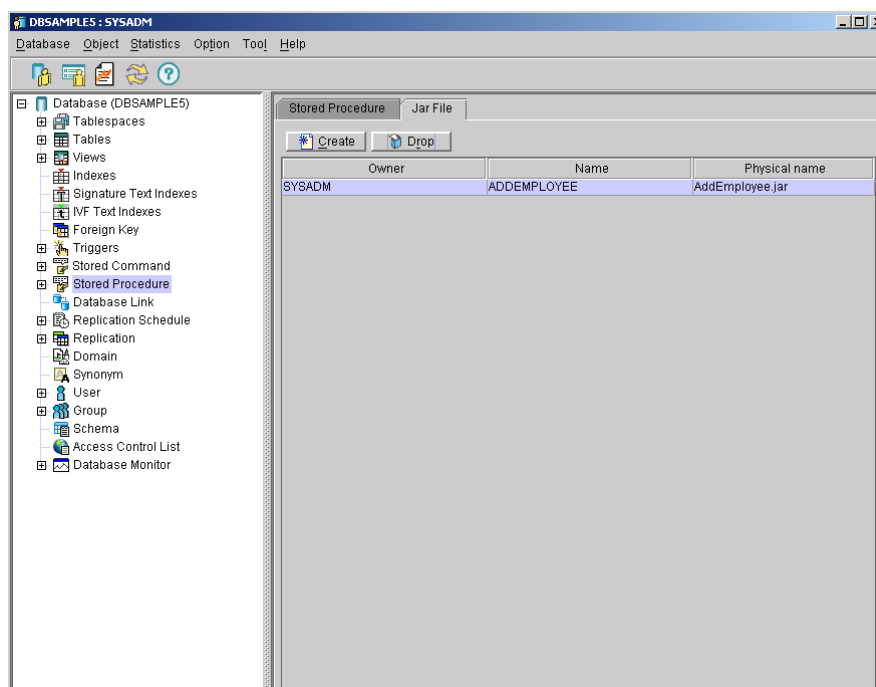 DBSAMPLE5 : SYSADM
Database Object Statistics Option Tool Help
Database (DBSAMPLE5)
Tablespaces
Tables
Views
Indexes
Signature Text Indexes
IVF Text Indexes
Foreign Key
Triggers
Stored Command
Stored Procedure
Database Link
Replication Schedule
Replication
Domain
Synonym
User
Group
Schema
Access Control List
Database Monitor
Stored Procedure Jar File
Create Drop
Owner Name Physical name
SYSADM ADDEMPLOYEE AddEmployee.jar